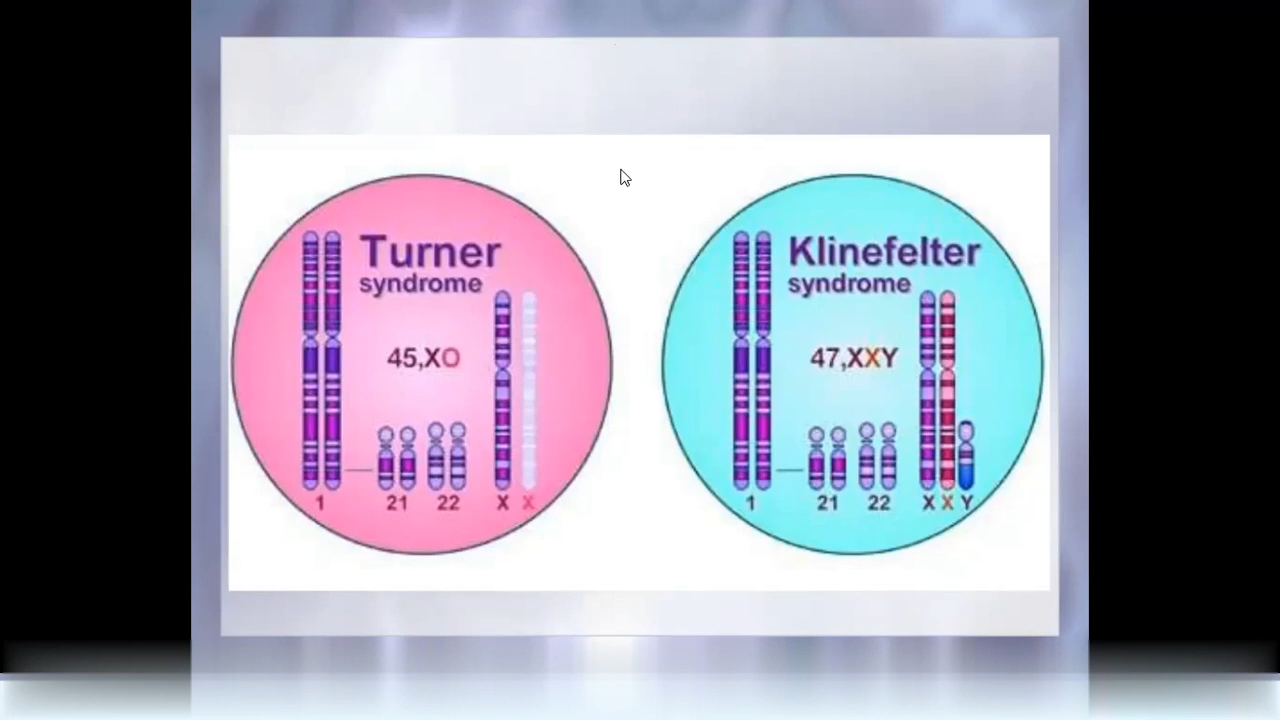 Turner
syndrome
45,XO
1 21 22 X X
Klinefelter
syndrome
47,XXY
1 21 22 X X Y